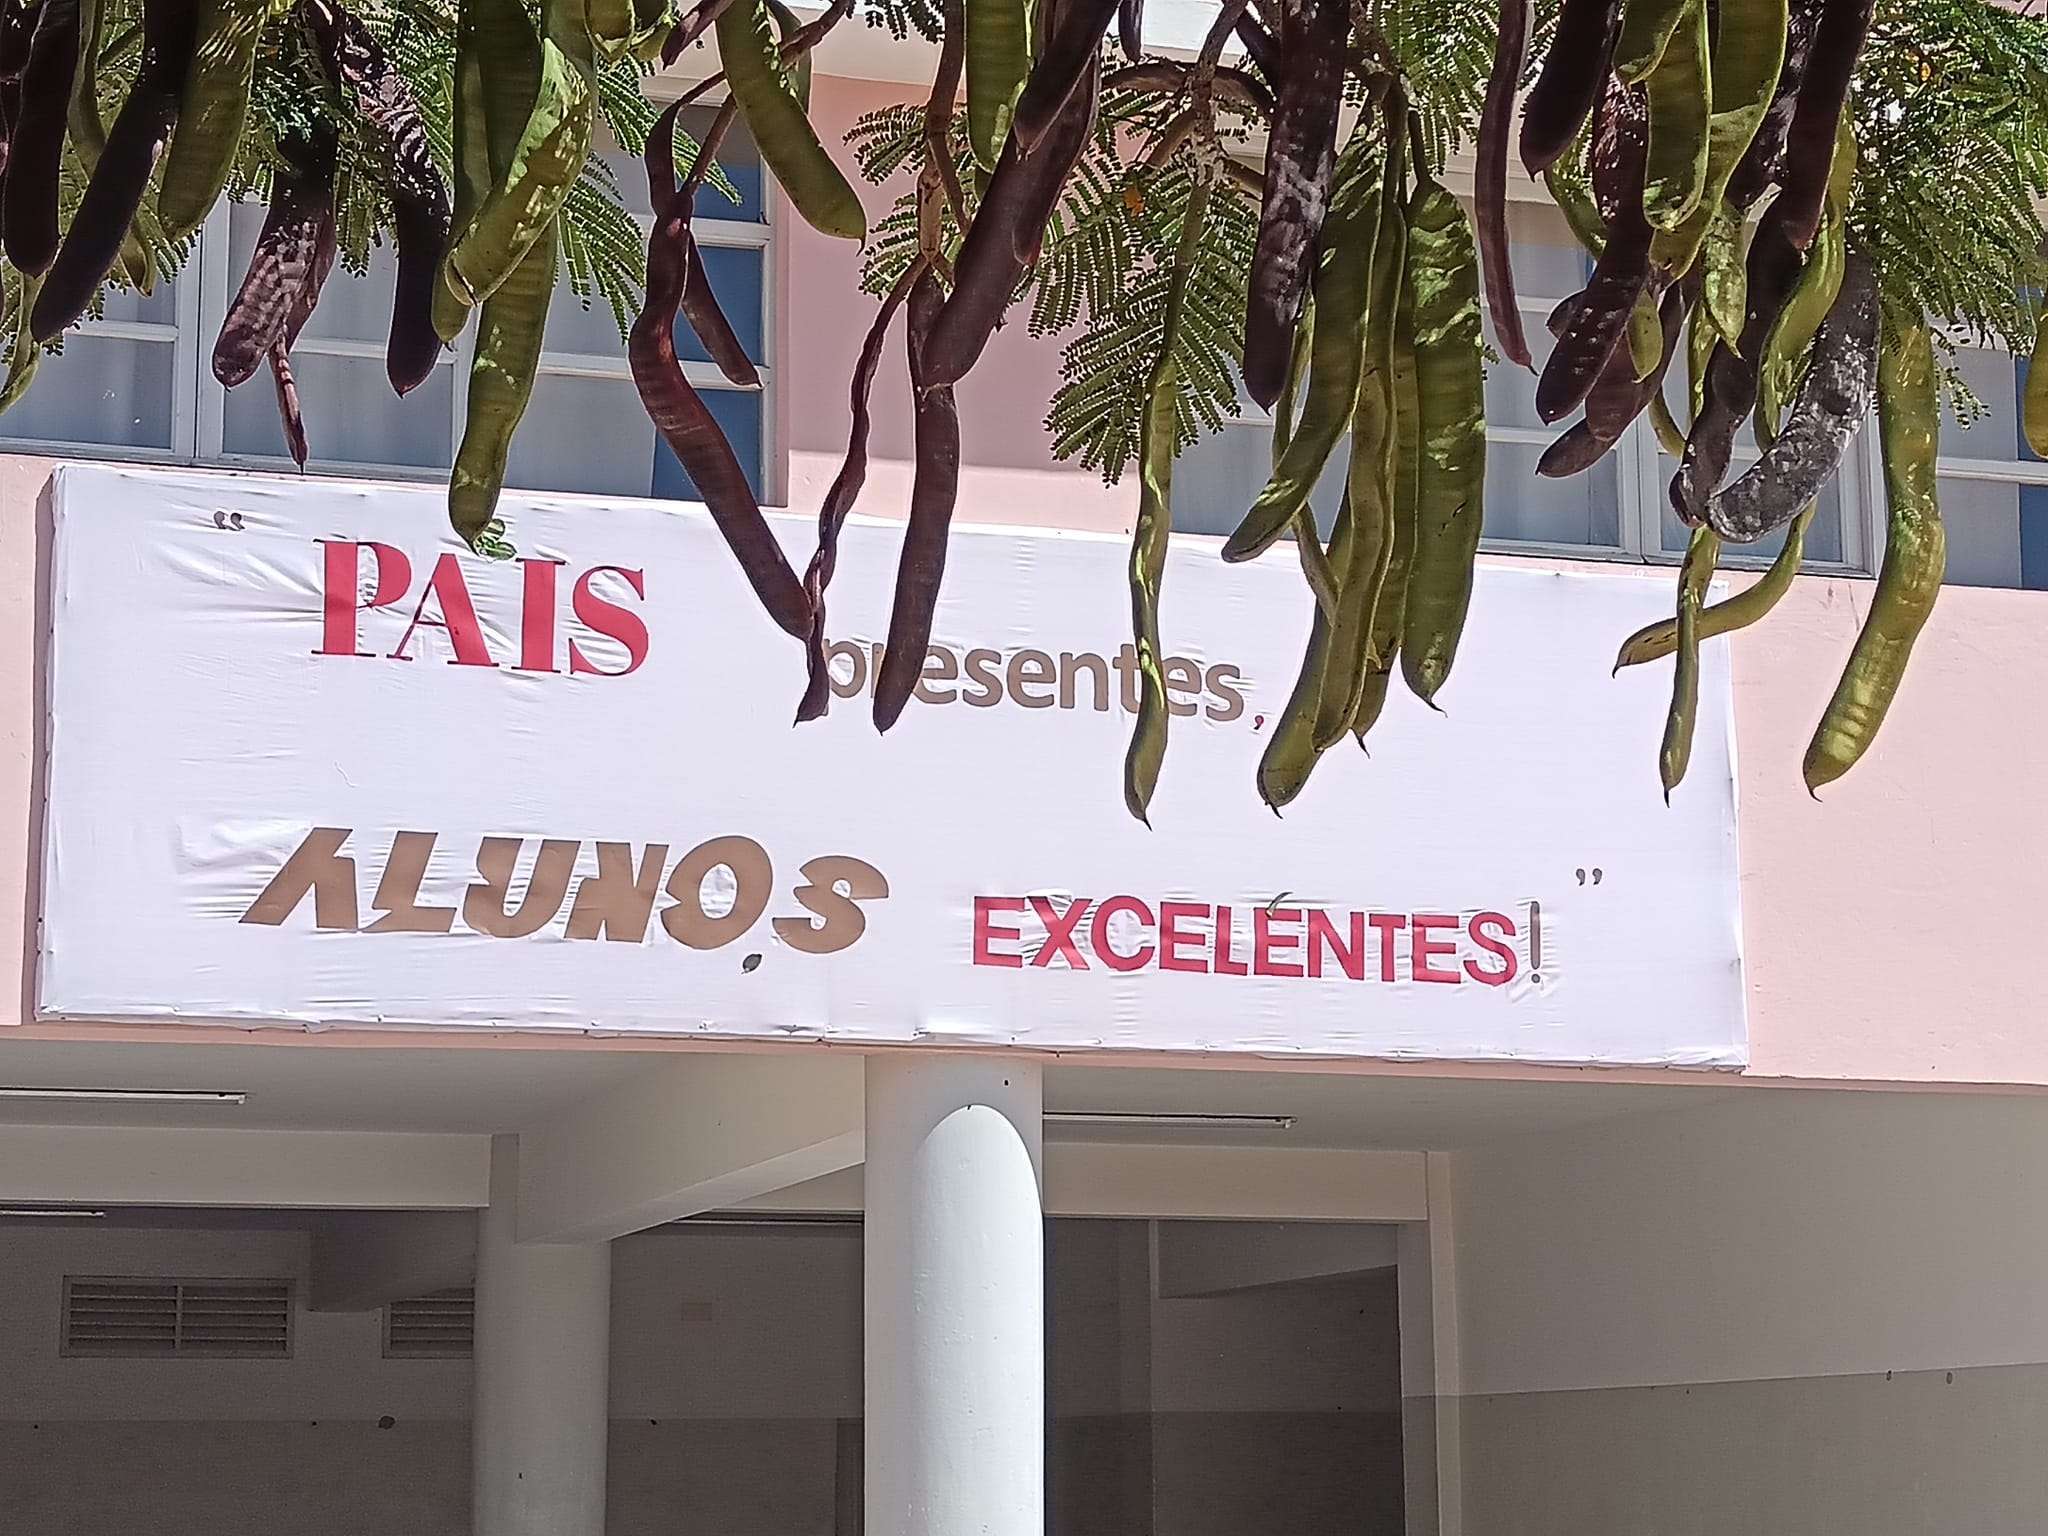 “ PAIS presentes,
ALUNOS EXCELENTES! ”